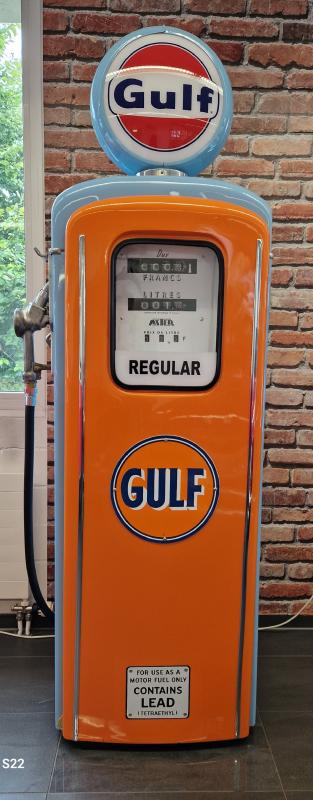 Gulf
FRANCS
LITRES
REGULAR
GULF
FOR USE AS A
MOTOR FUEL ONLY
CONTAINS
LEAD
(TETRAETHYL)
S22